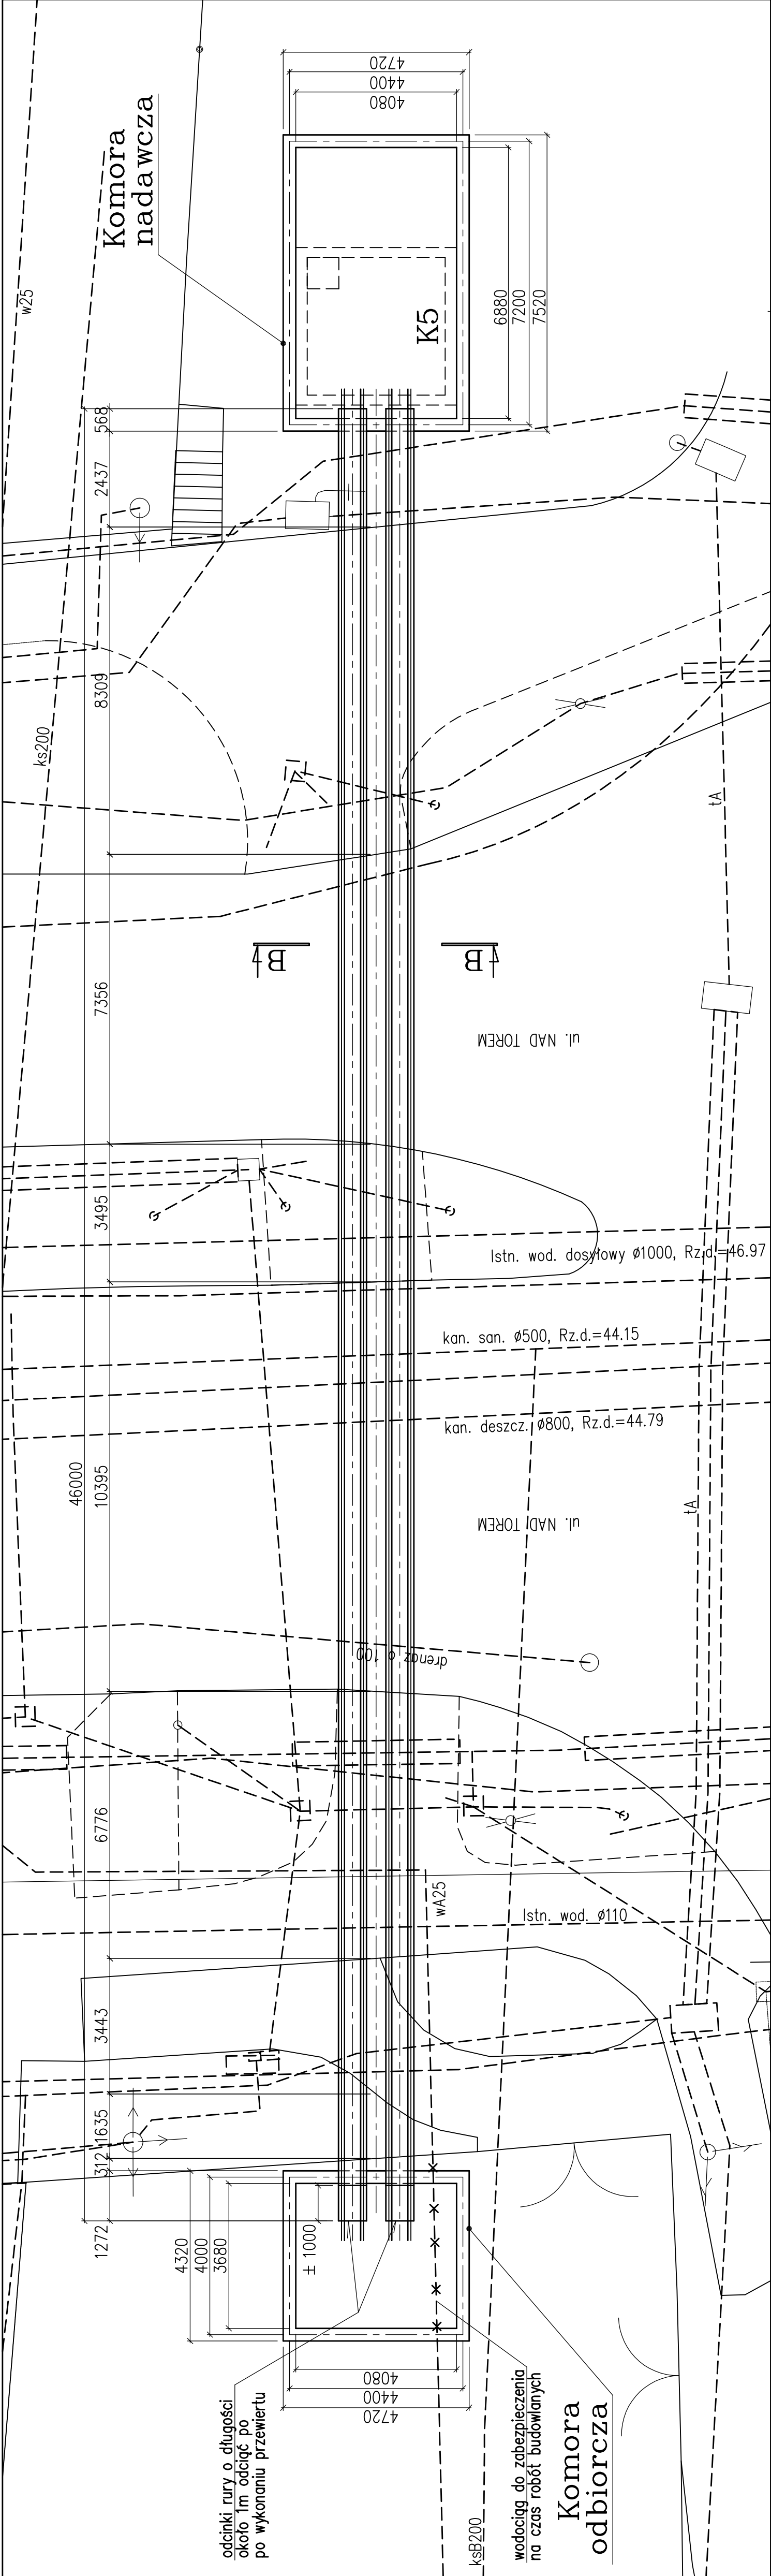 4720
4400
4080
Komora
nadawcza
w25
K5
6880
7200
7520
568
2437
8309
ks200
tA
B
B
7356
ul. NAD TOREM
3495
Istn. wod. dosyłowy ø1000, Rz.d.=46.97
kan. san. ø500, Rz.d.=44.15
kan. deszcz. ø800, Rz.d.=44.79
46000
10395
ul. NAD TOREM
tA
drenaż o 100
6776
wA25
Istn. wod. ø110
3443
1635
312
1272
4320
4000
3680
± 1000
4080
4400
4720
odcinki rury o długości
około 1m odciąć po
po wykonaniu przewiertu
wodociąg do zabezpieczenia
na czas robót budowlanych
Komora
odbiorcza
ksB200